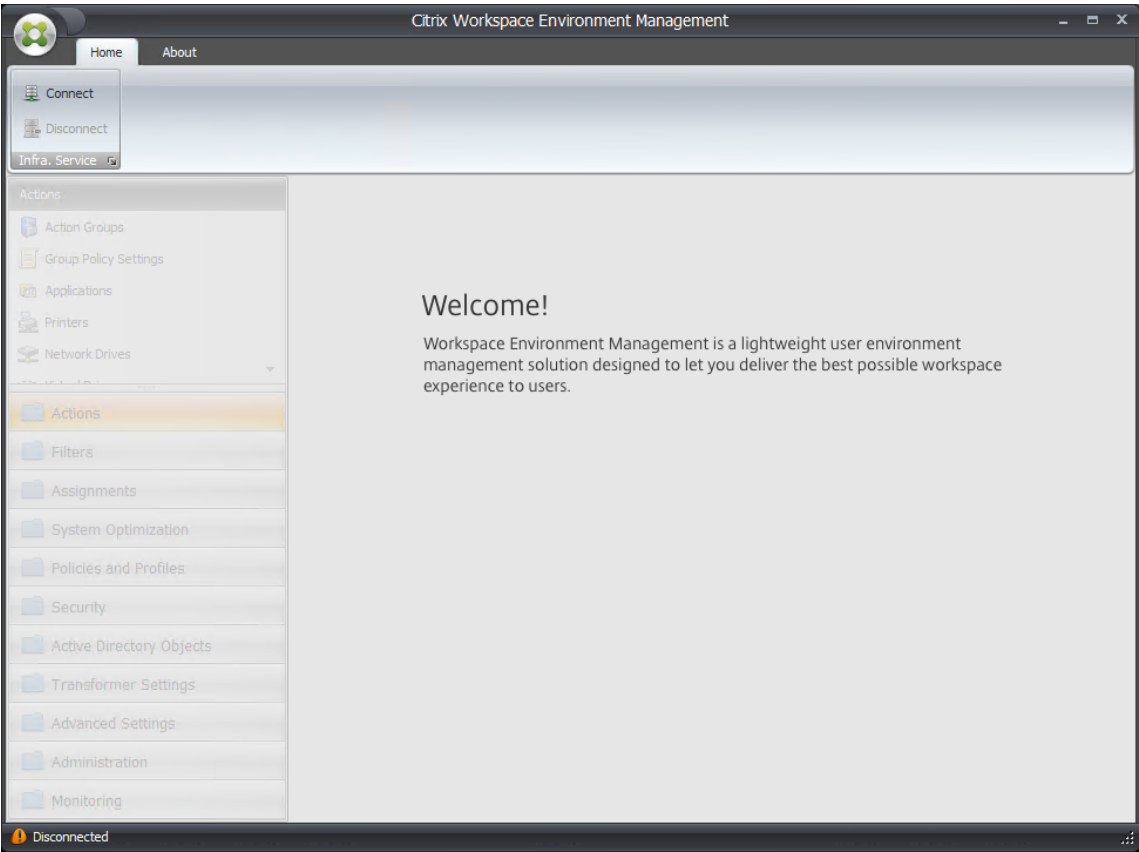 Citrix Workspace Environment Management
Home About
Connect
Disconnect
Infra. Service
Actions
Action Groups
Group Policy Settings
Applications
Printers
Network Drives
Actions
Filters
Assignments
System Optimization
Policies and Profiles
Security
Active Directory Objects
Transformer Settings
Advanced Settings
Administration
Monitoring
Welcome!
Workspace Environment Management is a lightweight user environment
management solution designed to let you deliver the best possible workspace
experience to users.
Disconnected